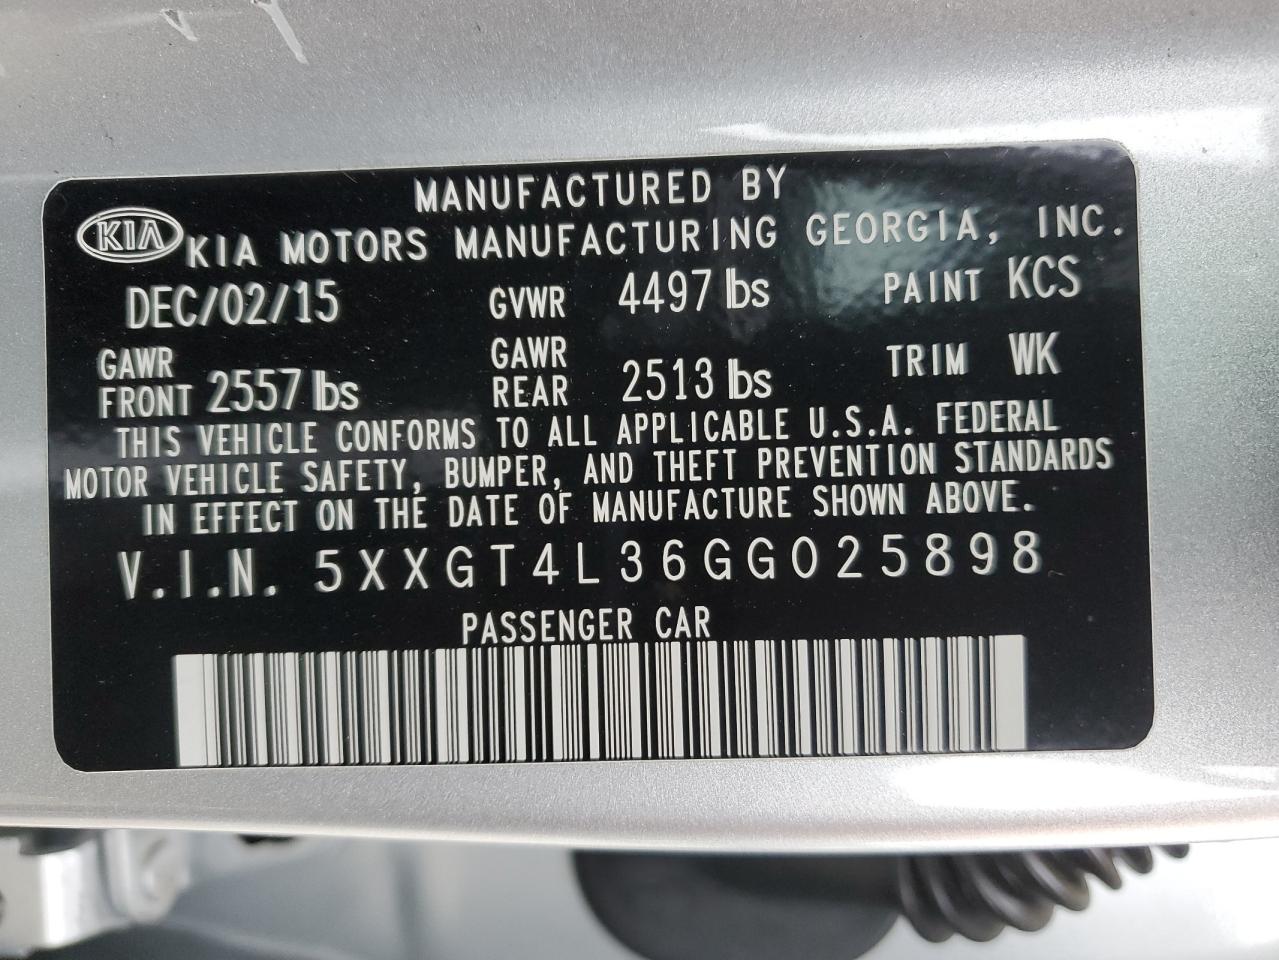 MANUFACTURED BY
KIA KIA MOTORS MANUFACTURING GEORGIA, INC.
DEC/02/15 GVWR 4497 lbs PAINT KCS
GAWR FRONT 2557 lbs GAWR REAR 2513 lbs TRIM WK
THIS VEHICLE CONFORMS TO ALL APPLICABLE U.S.A. FEDERAL
MOTOR VEHICLE SAFETY, BUMPER, AND THEFT PREVENTION STANDARDS
IN EFFECT ON THE DATE OF MANUFACTURE SHOWN ABOVE.
V.I.N. 5XXGT4L36GG025898
PASSENGER CAR